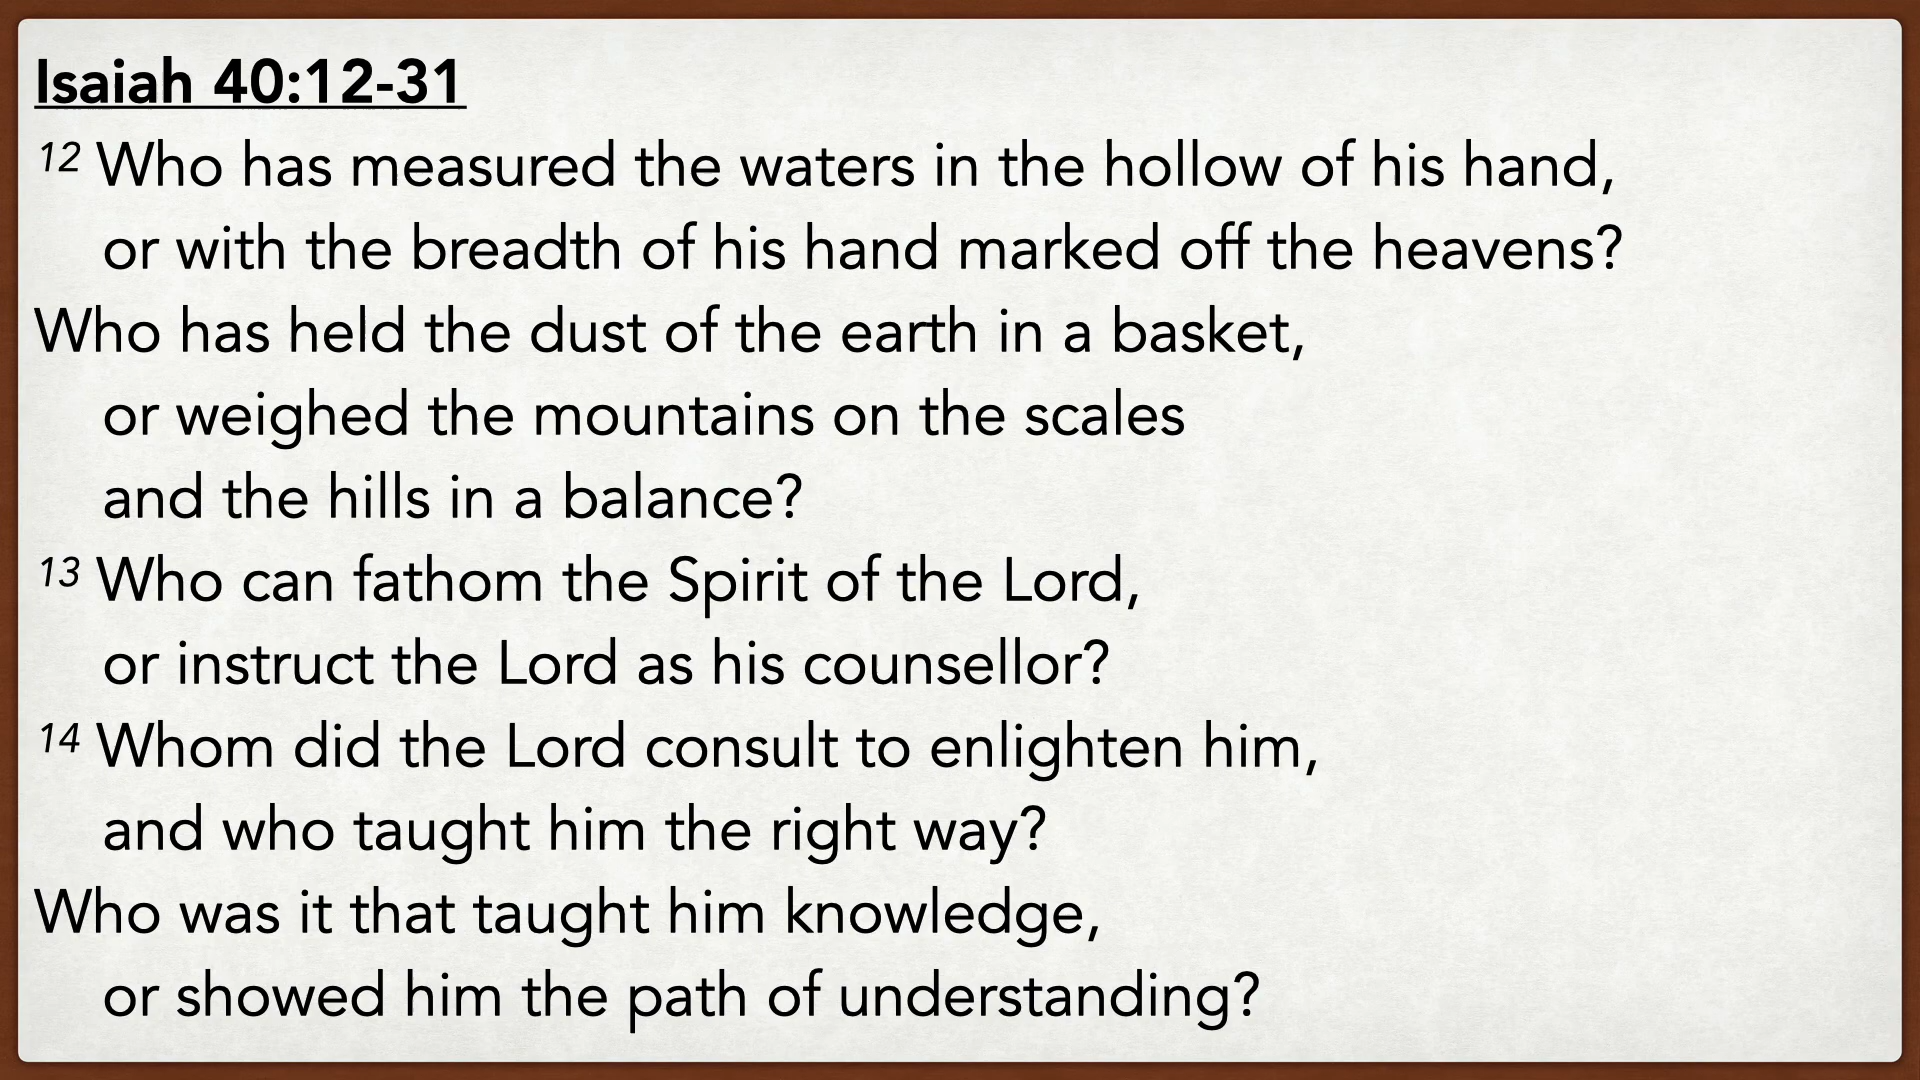 Isaiah 40:12-31
12 Who has measured the waters in the hollow of his hand,
or with the breadth of his hand marked off the heavens?
Who has held the dust of the earth in a basket,
or weighed the mountains on the scales
and the hills in a balance?
13 Who can fathom the Spirit of the Lord,
or instruct the Lord as his counsellor?
14 Whom did the Lord consult to enlighten him,
and who taught him the right way?
Who was it that taught him knowledge,
or showed him the path of understanding?